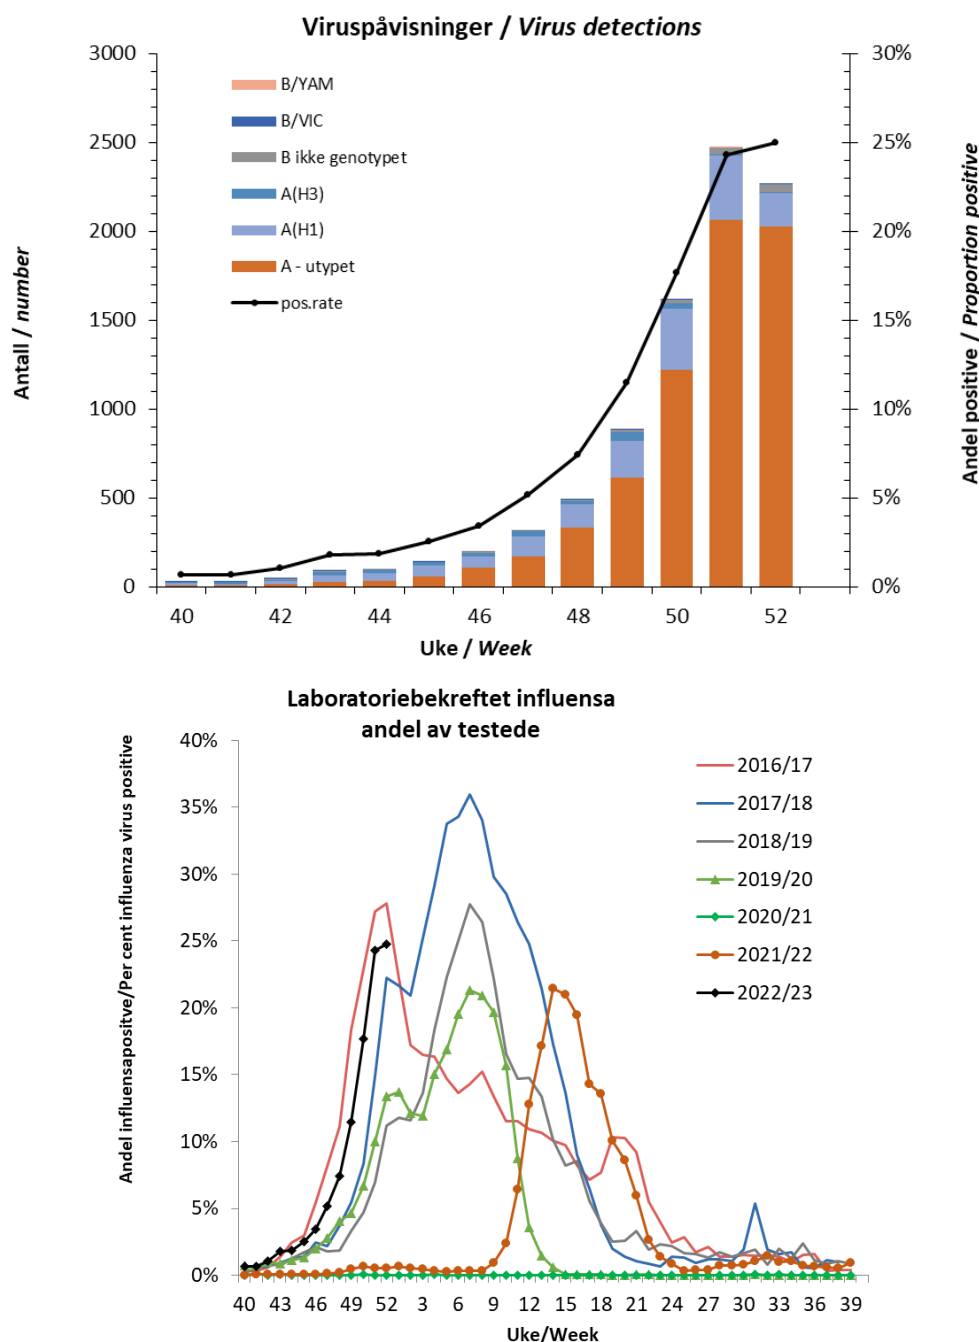 Viruspåvisninger / Virus detections
3000
2500
2000
1500
1000
500
0
30%
25%
20%
15%
10%
5%
0%
B/YAM
B/VIC
B ikke genotypet
A(H3)
A(H1)
A - utypet
pos.rate
Antall / number
Andel positive / Proportion positive
40 42 44 46 48 50 52
Uke / Week
Laboratoriebekreftet influensa
andel av testede
40%
35%
30%
25%
20%
15%
10%
5%
0%
2016/17
2017/18
2018/19
2019/20
2020/21
2021/22
2022/23
Andel influensapositve/Per cent influenza virus positive
40 43 46 49 52 3 6 9 12 15 18 21 24 27 30 33 36 39
Uke/Week